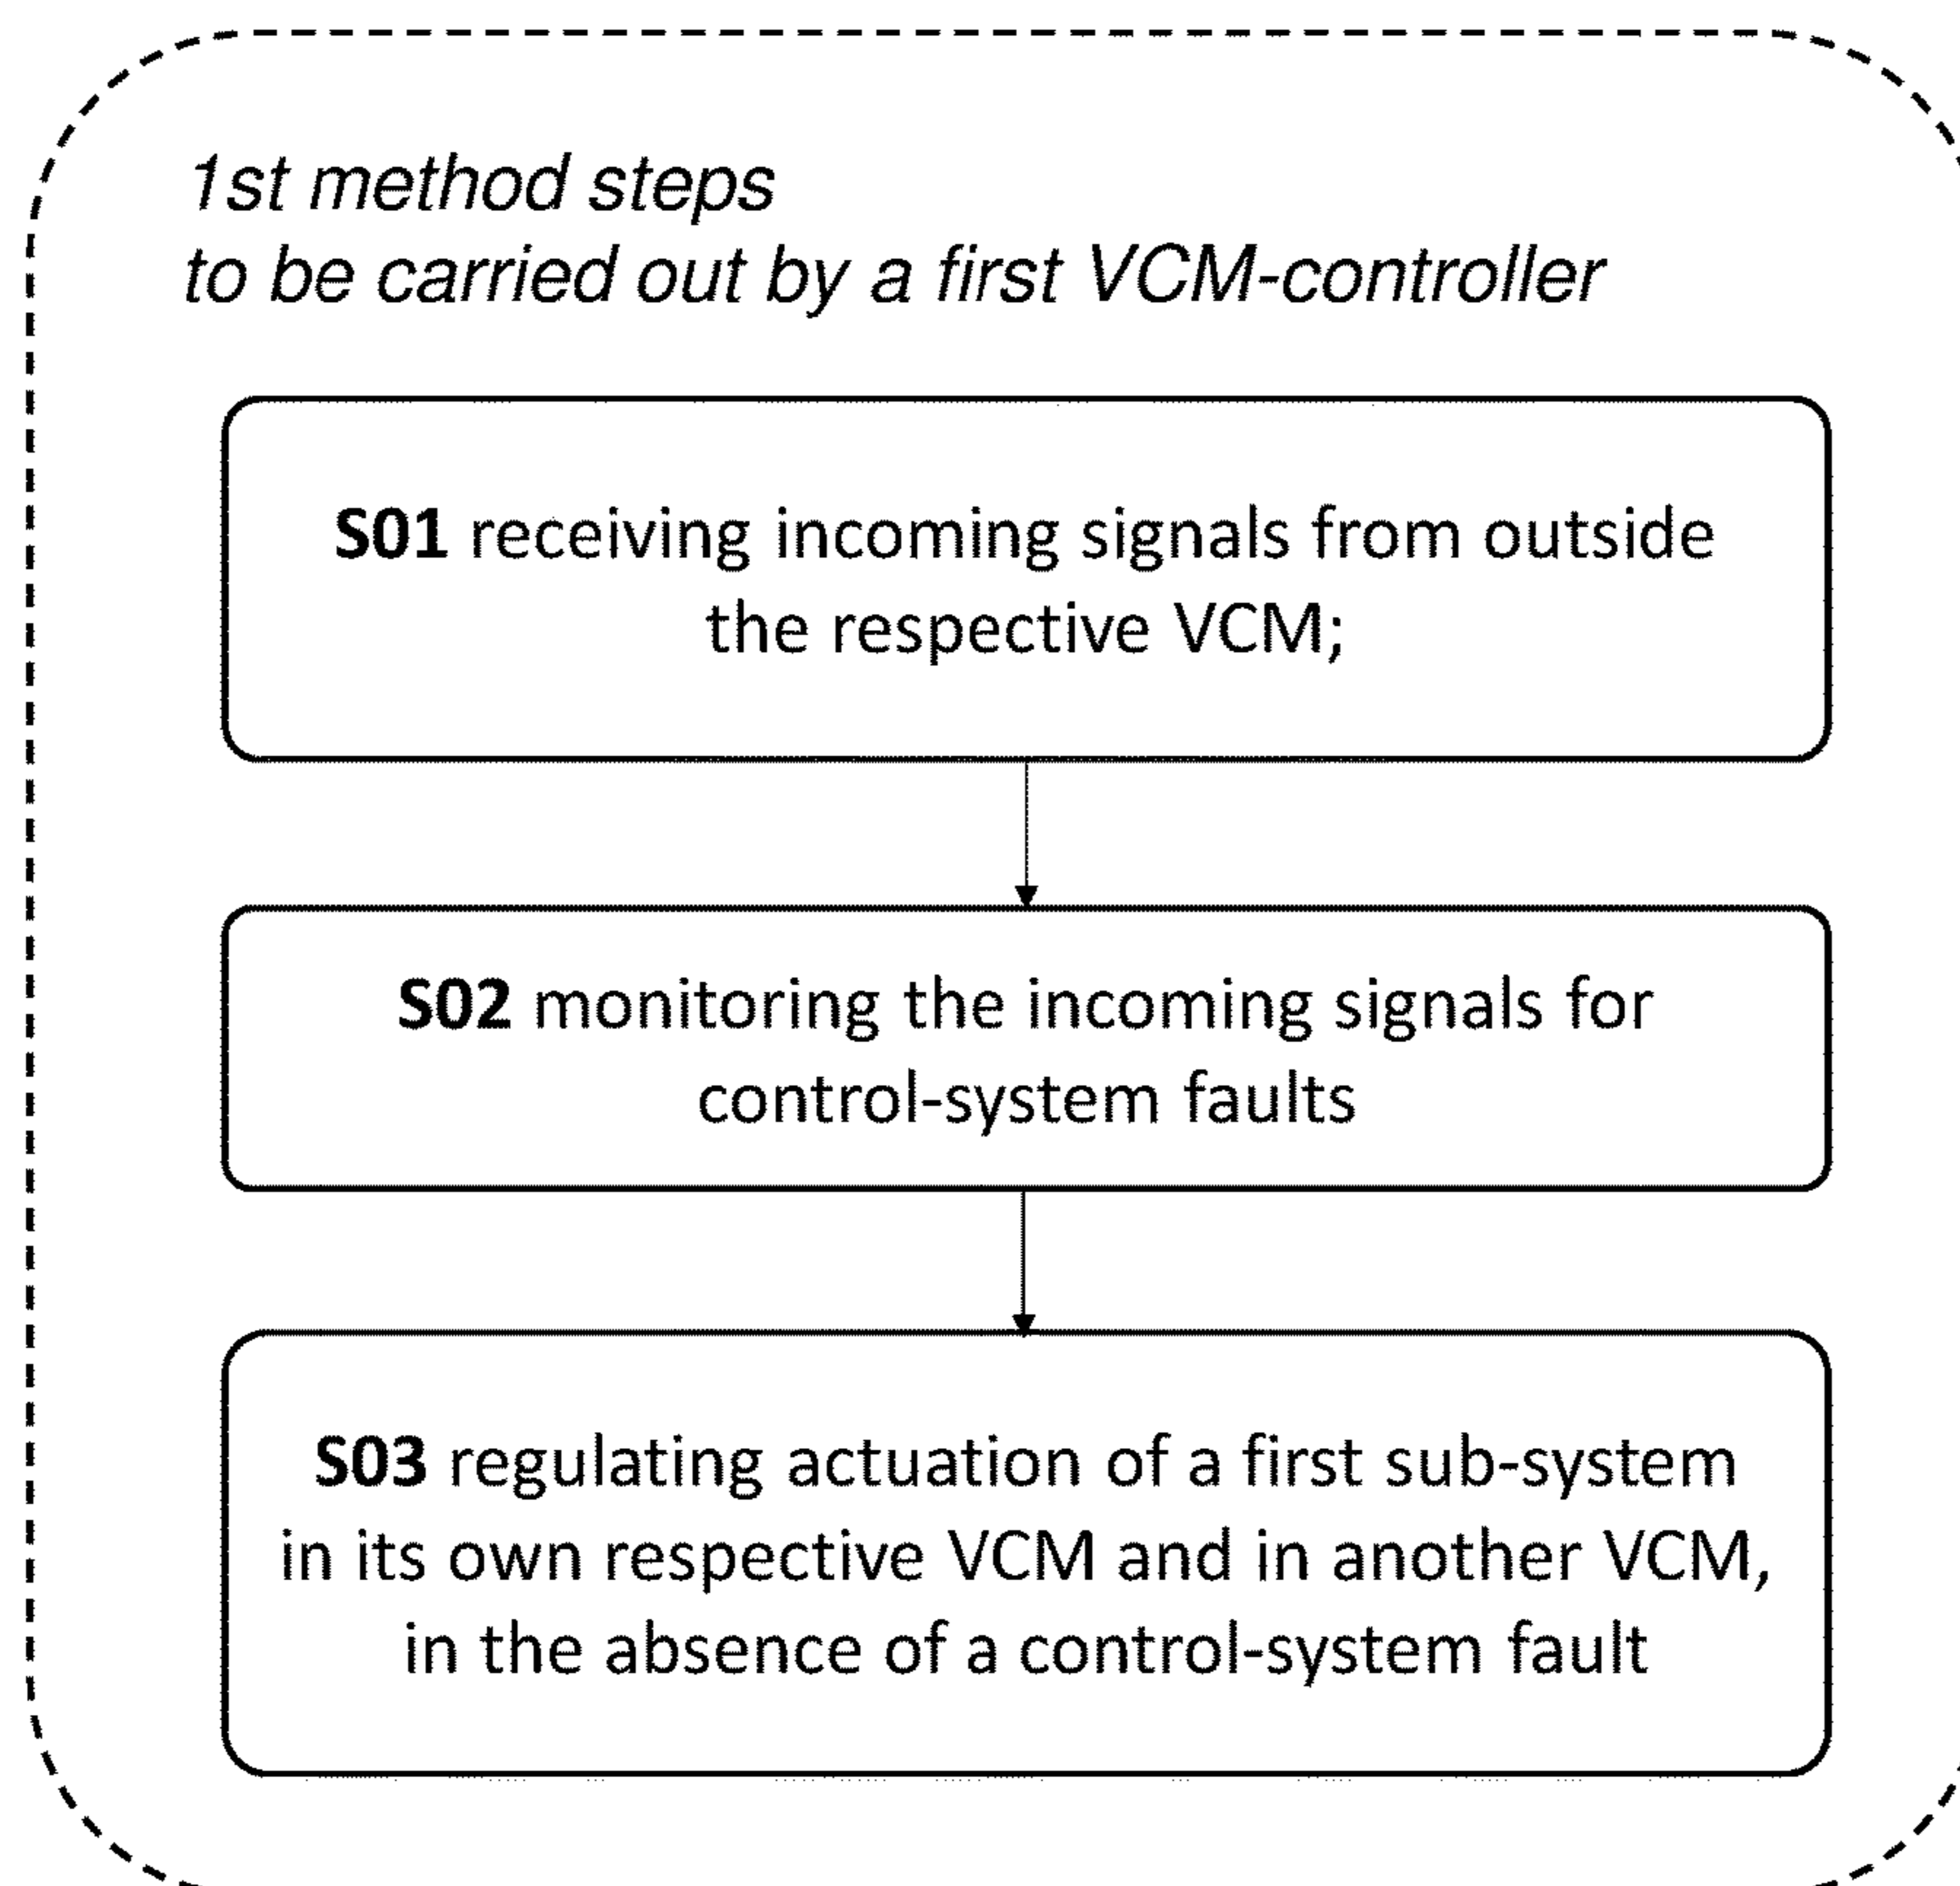 1st method steps
to be carried out by a first VCM-controller
S01 receiving incoming signals from outside
the respective VCM;
S02 monitoring the incoming signals for
control-system faults
S03 regulating actuation of a first sub-system
in its own respective VCM and in another VCM,
in the absence of a control-system fault